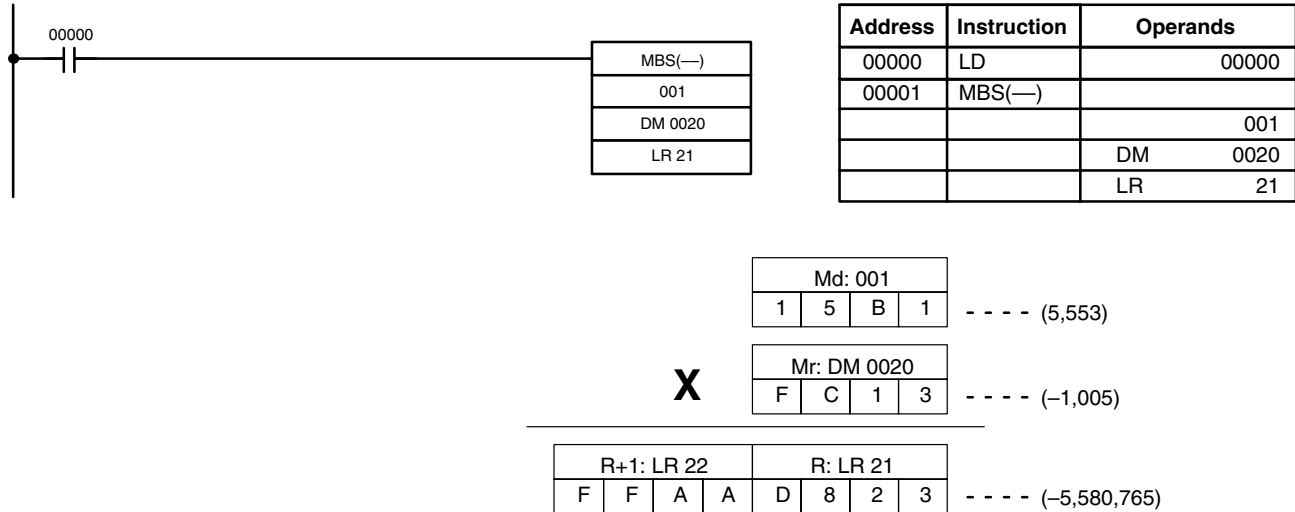 00000
MBS(––)
001
DM 0020
LR 21
Address Instruction Operands
00000 LD 00000
00001 MBS(––)
001
DM 0020
LR 21
Md: 001
1 5 B 1 - - - - (5,553)
X
Mr: DM 0020
F C 1 3 - - - - (–1,005)
R+1: LR 22 R: LR 21
F F A A D 8 2 3 - - - - (–5,580,765)